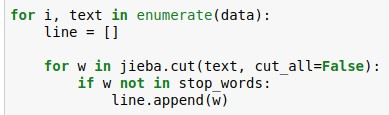 for i, text in enumerate(data):
    line = []

    for w in jieba.cut(text, cut_all=False):
        if w not in stop_words:
            line.append(w)